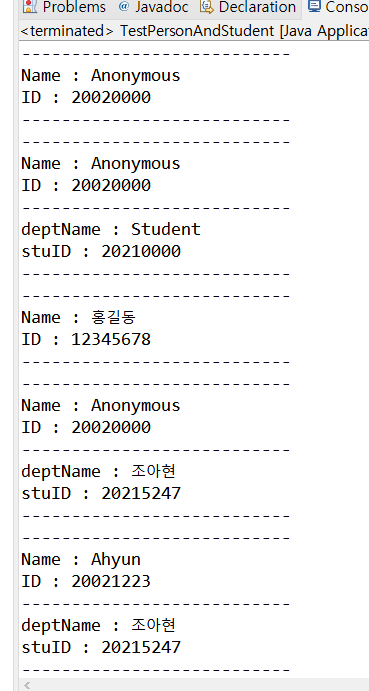 Problems @ Javadoc Declaration Conso
<terminated> TestPersonAndStudent [Java Applicat
---------------------------
Name : Anonymous
ID : 20020000
---------------------------
---------------------------
Name : Anonymous
ID : 20020000
---------------------------
deptName : Student
stuID : 20210000
---------------------------
---------------------------
Name : 홍길동
ID : 12345678
---------------------------
---------------------------
Name : Anonymous
ID : 20020000
---------------------------
deptName : 조아현
stuID : 20215247
---------------------------
---------------------------
Name : Ahyun
ID : 20021223
---------------------------
deptName : 조아현
stuID : 20215247
---------------------------